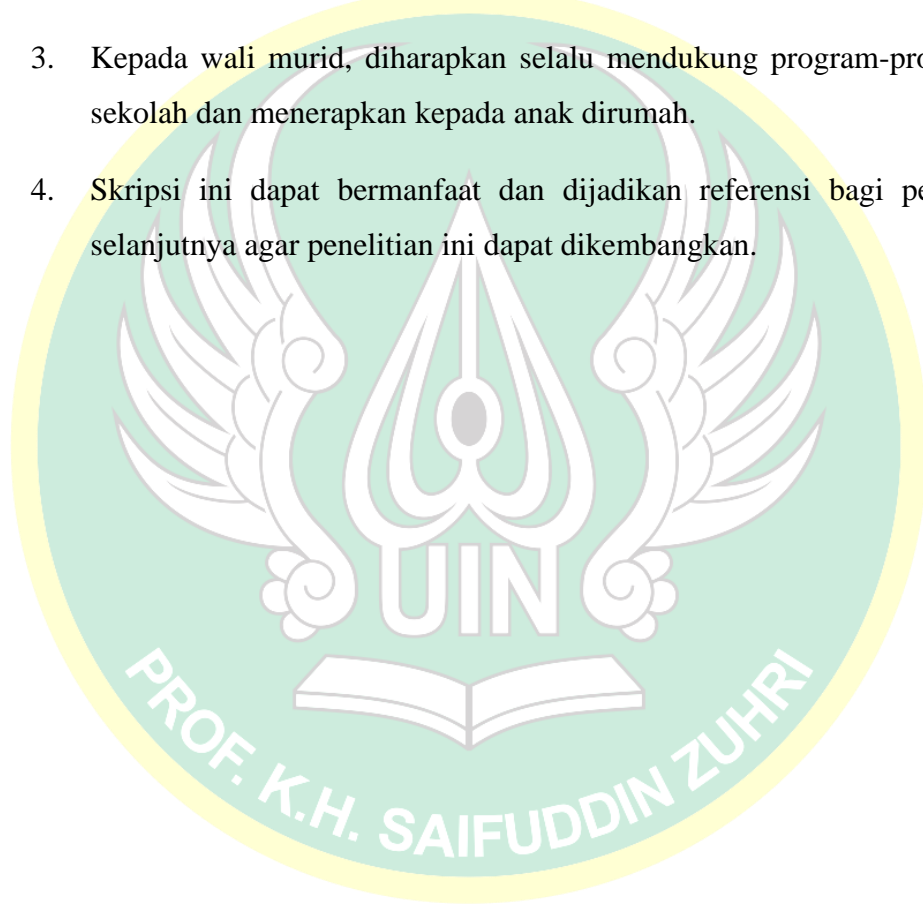 3. Kepada wali murid, diharapkan selalu mendukung program-pro
sekolah dan menerapkan kepada anak dirumah.
4. Skripsi ini dapat bermanfaat dan dijadikan referensi bagi pe
selanjutnya agar penelitian ini dapat dikembangkan.
UIN
PROF. K.H. SAIFUDDIN ZUHRI